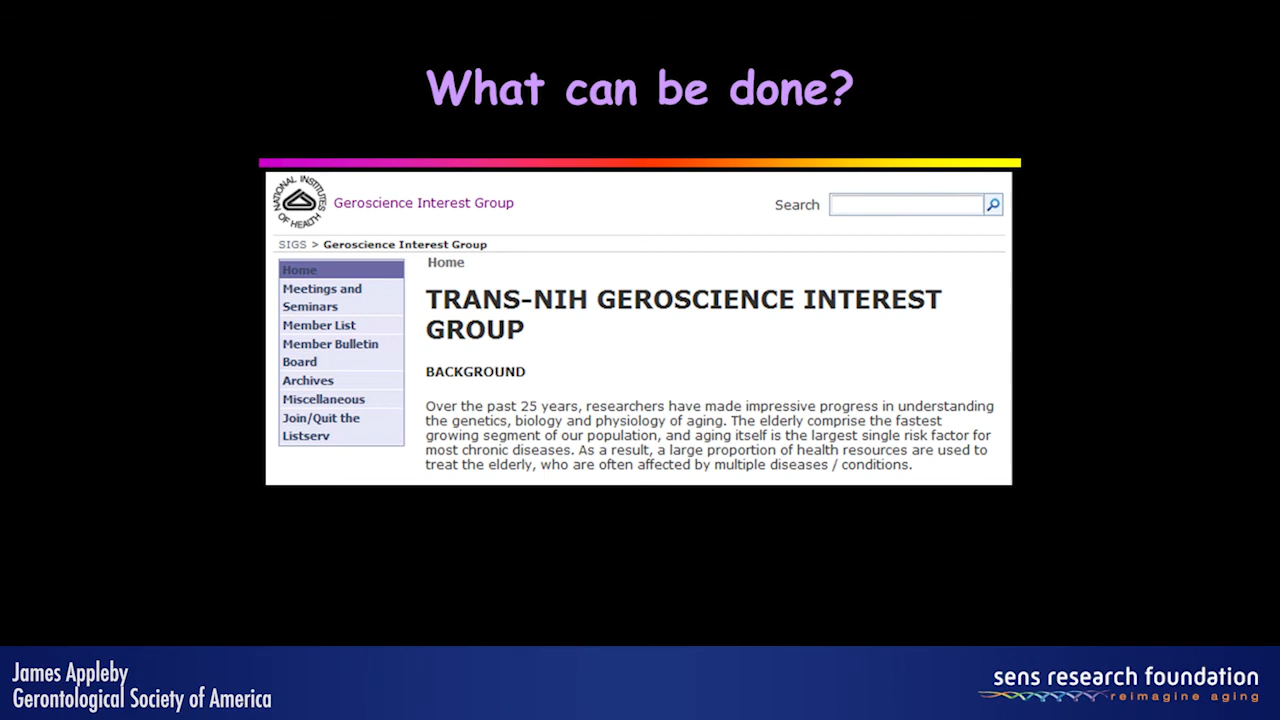 What can be done?
NATIONAL INSTITUTES OF HEALTH
Geroscience Interest Group
Search
SIGS > Geroscience Interest Group
Home
Meetings and
Seminars
Member List
Member Bulletin
Board
Archives
Miscellaneous
Join/Quit the
Listserv
Home
TRANS-NIH GEROSCIENCE INTEREST
GROUP
BACKGROUND
Over the past 25 years, researchers have made impressive progress in understanding
the genetics, biology and physiology of aging. The elderly comprise the fastest
growing segment of our population, and aging itself is the largest single risk factor for
most chronic diseases. As a result, a large proportion of health resources are used to
treat the elderly, who are often affected by multiple diseases / conditions.
James Appleby
Gerontological Society of America
sens research foundation
reimagine aging